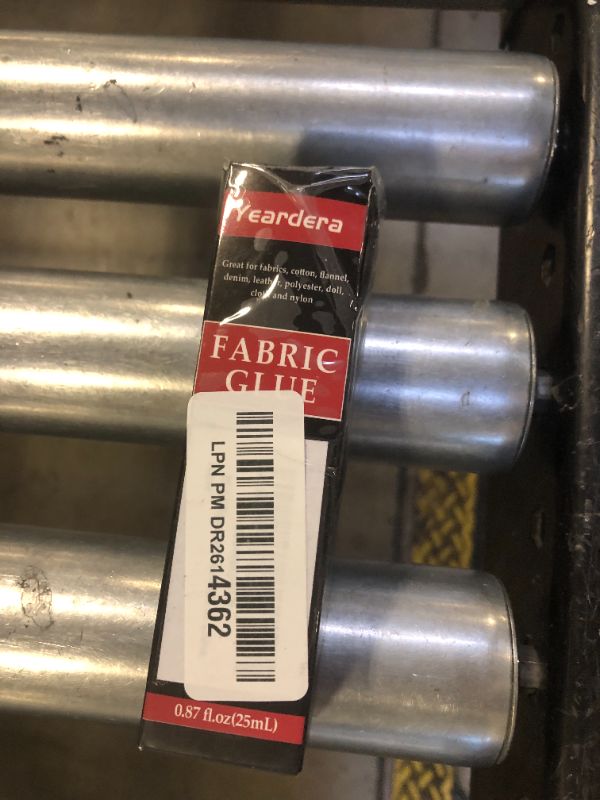 Yeardera
Great for fabrics, cotton, flannel,
denim, leather, polyester, doll,
cloth and nylon
FABRIC
GLUE
LPN PM DR2614362
0.87 fl.oz(25mL)